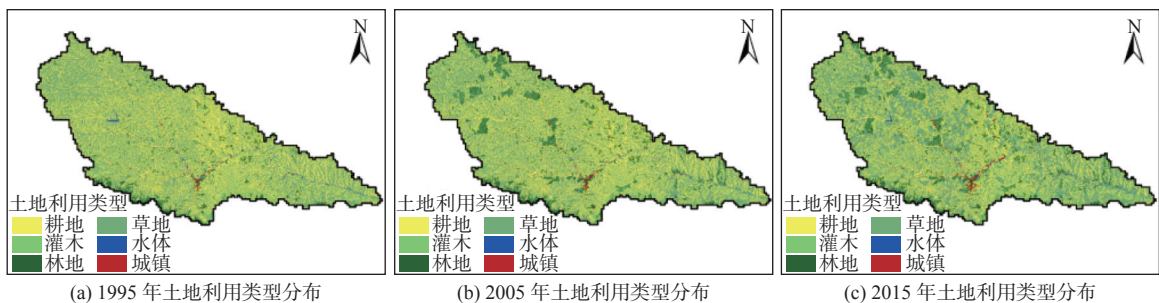 N
土地利用类型
耕地 草地
灌木 水体
林地 城镇
(a) 1995 年土地利用类型分布
N
土地利用类型
耕地 草地
灌木 水体
林地 城镇
(b) 2005 年土地利用类型分布
N
土地利用类型
耕地 草地
灌木 水体
林地 城镇
(c) 2015 年土地利用类型分布